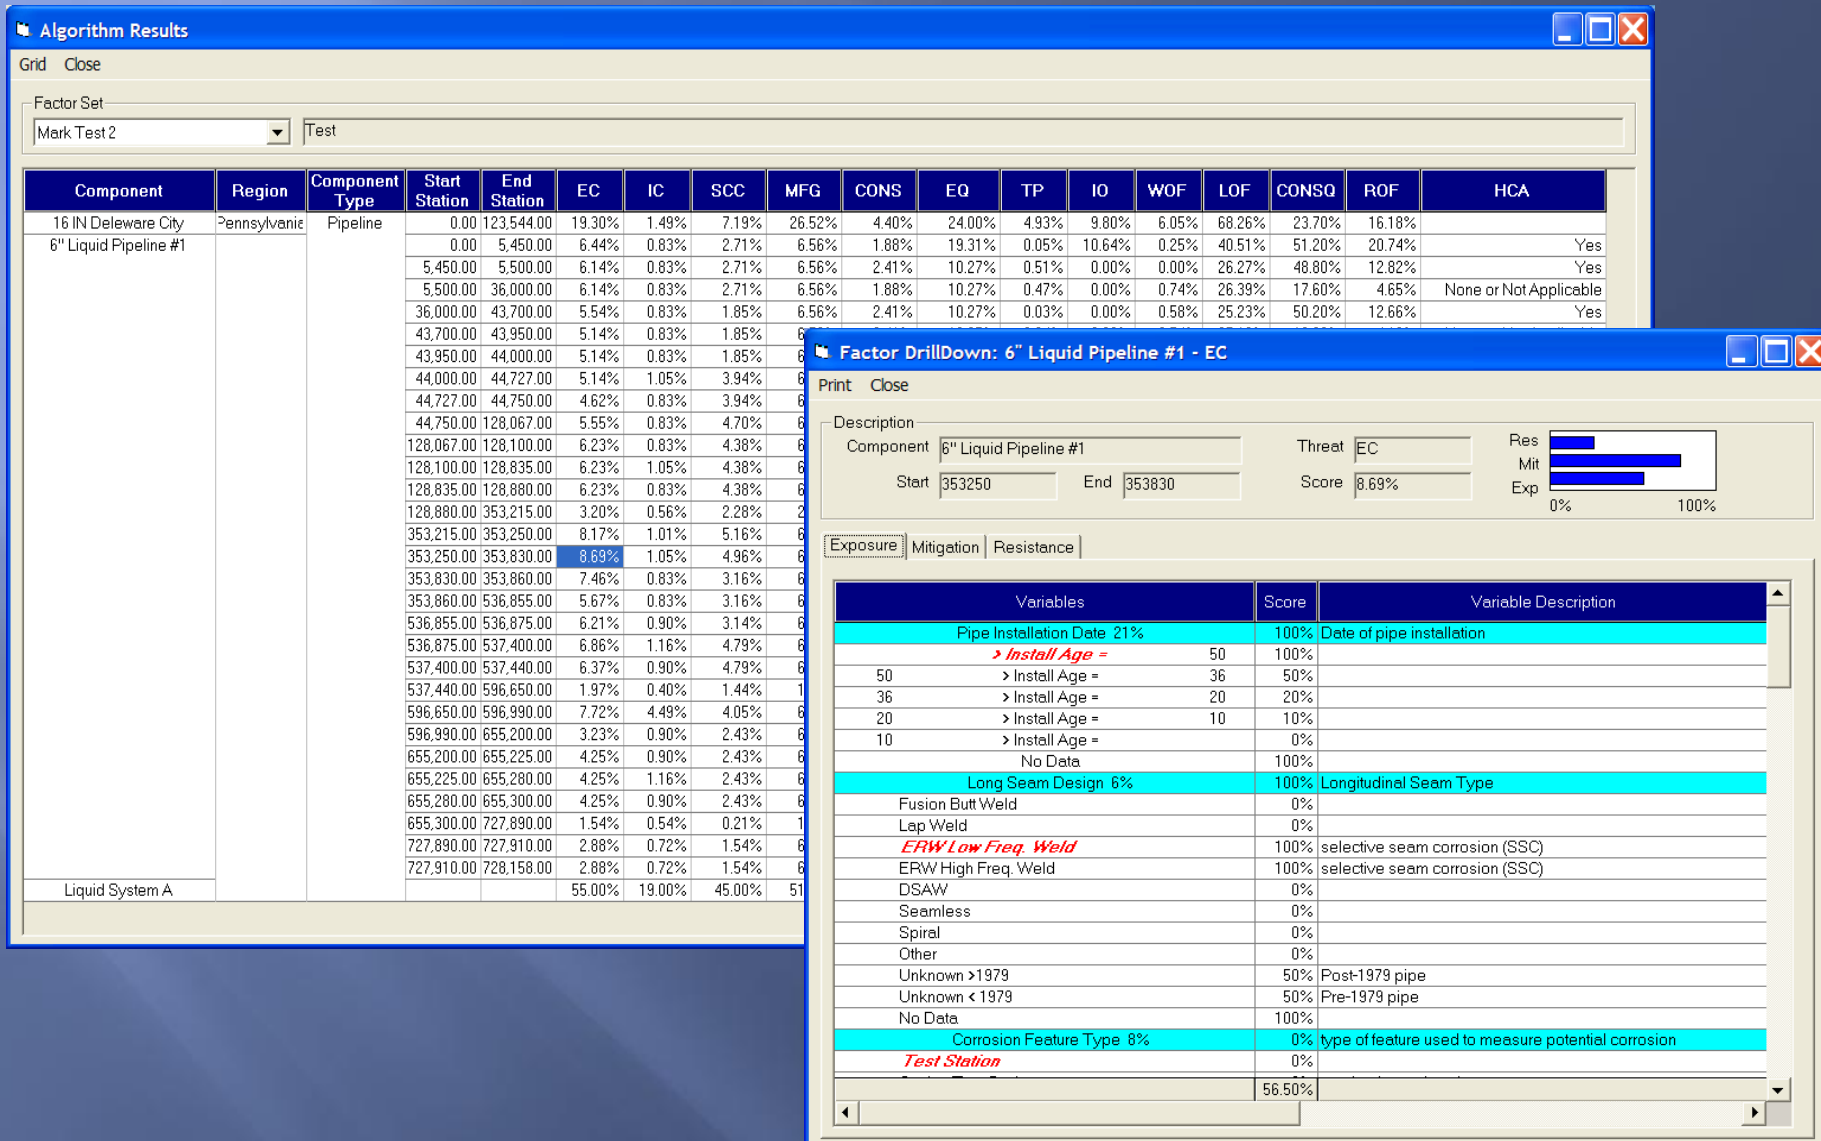 Algorithm Results
Grid Close
Factor Set
Mark Test 2 Test
Component Region Component Type Start Station End Station EC IC SCC MFG CONS EQ TP IO WOF LOF CONSQ ROF HCA
16 IN Deleware City Pennsylvania Pipeline 0.00 123,544.00 19.30% 1.49% 7.19% 26.52% 4.40% 24.00% 4.93% 9.80% 6.05% 68.26% 23.70% 16.18%
6" Liquid Pipeline #1 0.00 5,450.00 6.44% 0.83% 2.71% 6.56% 1.88% 19.31% 0.05% 10.64% 0.25% 40.51% 51.20% 20.74% Yes
5,450.00 5,500.00 6.14% 0.83% 2.71% 6.56% 2.41% 10.27% 0.51% 0.00% 0.00% 26.27% 48.80% 12.82% Yes
5,500.00 36,000.00 6.14% 0.83% 2.71% 6.56% 1.88% 10.27% 0.47% 0.00% 0.74% 26.39% 17.60% 4.65% None or Not Applicable
36,000.00 43,700.00 5.54% 0.83% 1.85% 6.56% 2.41% 10.27% 0.03% 0.00% 0.58% 25.23% 50.20% 12.66% Yes
43,700.00 43,950.00 5.14% 0.83% 1.85%
43,950.00 44,000.00 5.14% 0.83% 1.85% 6
44,000.00 44,727.00 5.14% 1.05% 3.94% 6
44,727.00 44,750.00 4.62% 0.83% 3.94% 6
44,750.00 128,067.00 5.55% 0.83% 4.70% 6
128,067.00 128,100.00 6.23% 0.83% 4.38% 6
128,100.00 128,835.00 6.23% 1.05% 4.38% 6
128,835.00 128,880.00 6.23% 0.83% 4.38% 6
128,880.00 353,215.00 3.20% 0.56% 2.28% 2
353,215.00 353,250.00 8.17% 1.01% 5.16% 6
353,250.00 353,830.00 8.69% 1.05% 4.96% 6
353,830.00 353,860.00 7.46% 0.83% 3.16% 6
353,860.00 536,855.00 5.67% 0.83% 3.16% 6
536,855.00 536,875.00 6.21% 0.90% 3.14% 6
536,875.00 537,400.00 6.86% 1.16% 4.79% 6
537,400.00 537,440.00 6.37% 0.90% 4.79% 6
537,440.00 596,650.00 1.97% 0.40% 1.44% 1
596,650.00 596,990.00 7.72% 4.49% 4.05% 6
596,990.00 655,200.00 3.23% 0.90% 2.43% 6
655,200.00 655,225.00 4.25% 0.90% 2.43% 6
655,225.00 655,280.00 4.25% 1.16% 2.43% 6
655,280.00 655,300.00 4.25% 0.90% 2.43% 6
655,300.00 727,890.00 1.54% 0.54% 0.21% 1
727,890.00 727,910.00 2.88% 0.72% 1.54% 6
727,910.00 728,158.00 2.88% 0.72% 1.54% 6
Liquid System A 55.00% 19.00% 45.00% 51
Factor DrillDown: 6" Liquid Pipeline #1 - EC
Print Close
Description
Component 6" Liquid Pipeline #1 Threat EC
Start 353250 End 353830 Score 8.69%
Res
Mit
Exp
0% 100%
Exposure Mitigation Resistance
Variables Score Variable Description
Pipe Installation Date 21% 100% Date of pipe installation
> Install Age = 50 100%
50 > Install Age = 36 50%
36 > Install Age = 20 20%
20 > Install Age = 10 10%
10 > Install Age = 0%
No Data 100%
Long Seam Design 6% 100% Longitudinal Seam Type
Fusion Butt Weld 0%
Lap Weld 0%
ERW Low Freq. Weld 100% selective seam corrosion (SSC)
ERW High Freq. Weld 100% selective seam corrosion (SSC)
DSAW 0%
Seamless 0%
Spiral 0%
Other 0%
Unknown >1979 50% Post-1979 pipe
Unknown < 1979 50% Pre-1979 pipe
No Data 100%
Corrosion Feature Type 8% 0% type of feature used to measure potential corrosion
Test Station 0%
56.50%